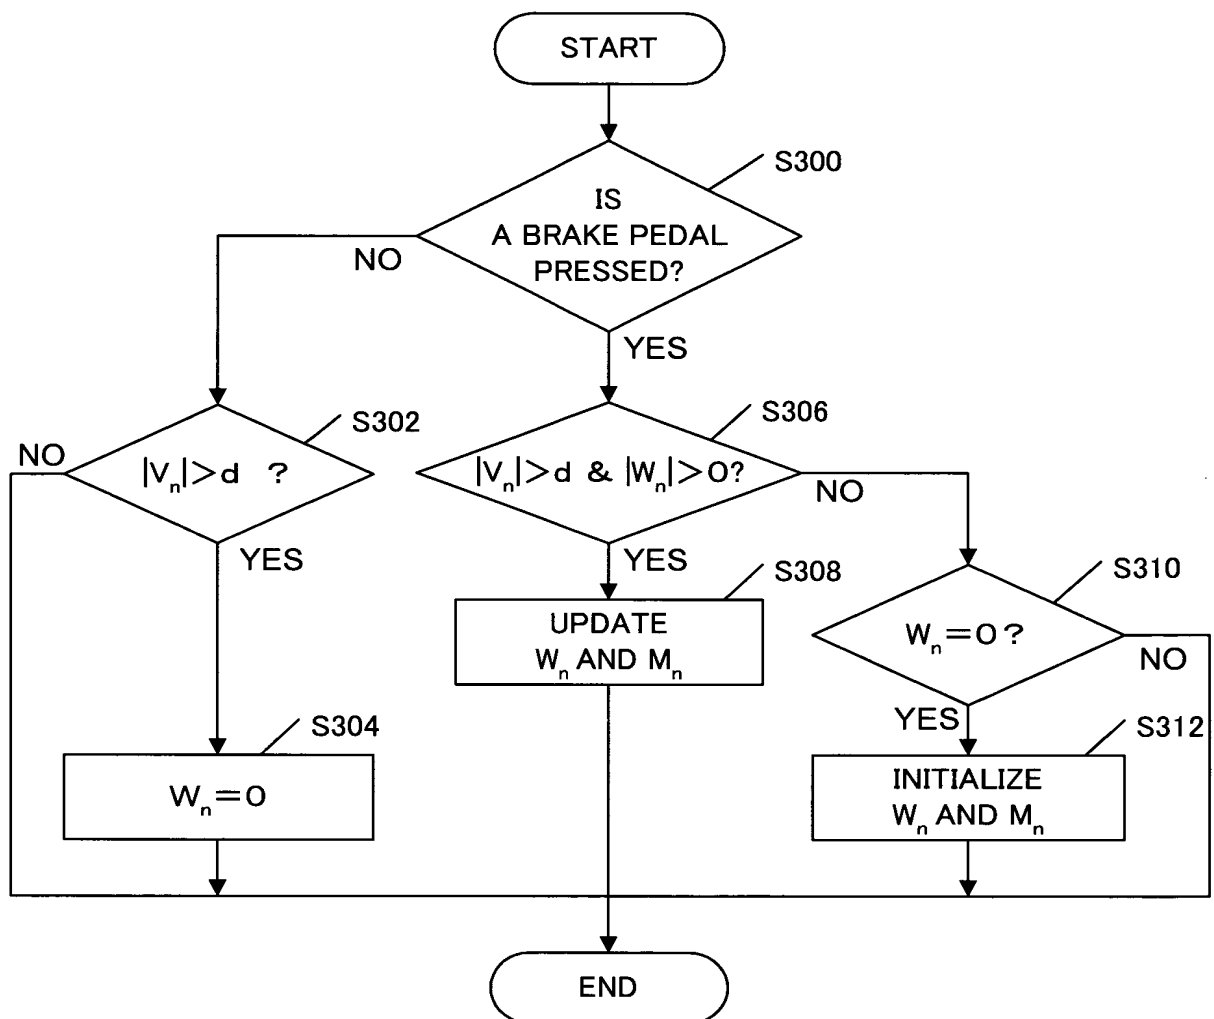 START
S300
IS
A BRAKE PEDAL
PRESSED?
NO
YES
S302
S306
NO
|Vn|>d ?
|Vn|>d & |Wn|>0?
NO
YES
YES
S308
S310
UPDATE
Wn AND Mn
Wn=0?
NO
YES
S304
S312
Wn=0
INITIALIZE
Wn AND Mn
END